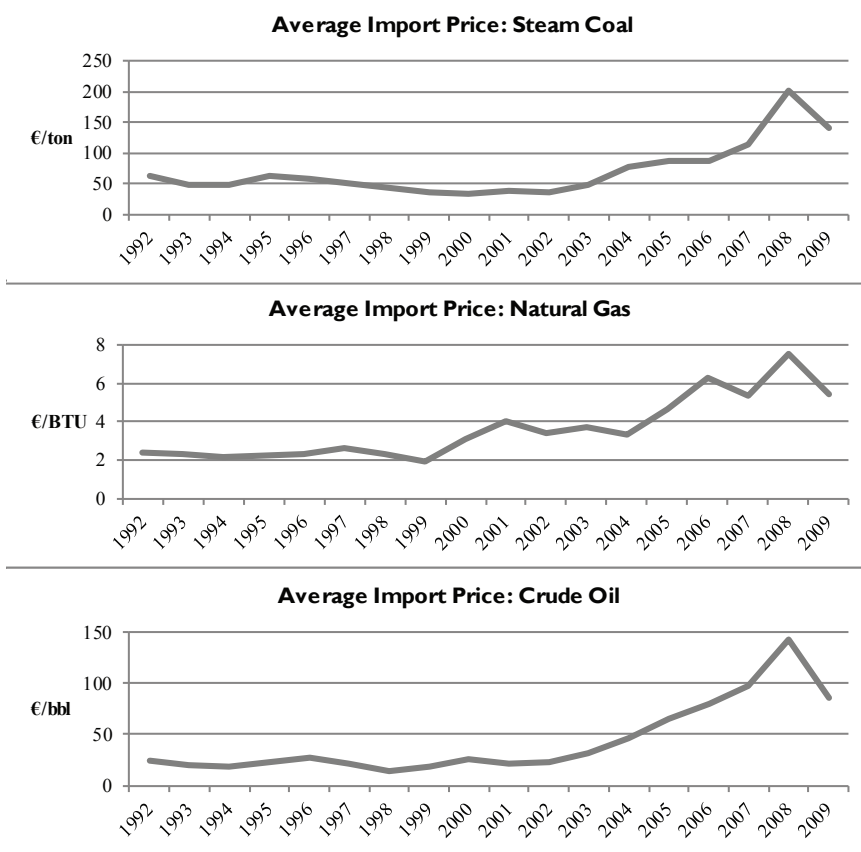 Average Import Price: Steam Coal
250
200
150
€/ton
100
50
0
1992 1993 1994 1995 1996 1997 1998 1999 2000 2001 2002 2003 2004 2005 2006 2007 2008 2009
Average Import Price: Natural Gas
8
6
€/BTU 4
2
0
1992 1993 1994 1995 1996 1997 1998 1999 2000 2001 2002 2003 2004 2005 2006 2007 2008 2009
Average Import Price: Crude Oil
150
100
€/bbl
50
0
1992 1993 1994 1995 1996 1997 1998 1999 2000 2001 2002 2003 2004 2005 2006 2007 2008 2009